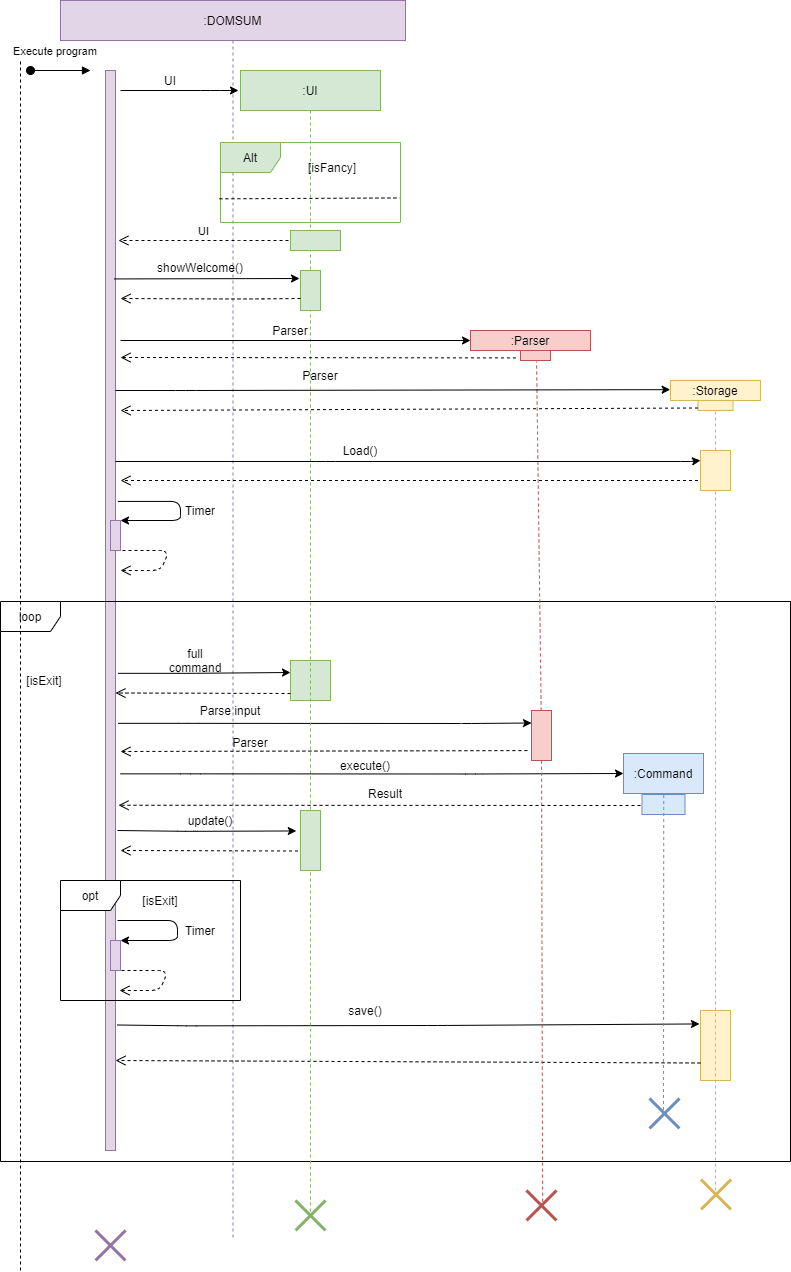 :DOMSUM
Execute program
UI
:UI
Alt
[isFancy]
UI
showWelcome()
Parser
:Parser
Parser
:Storage
Load()
Timer
loop
full
command
[isExit]
Parse input
Parser
execute()
:Command
Result
update()
opt
[isExit]
Timer
save()